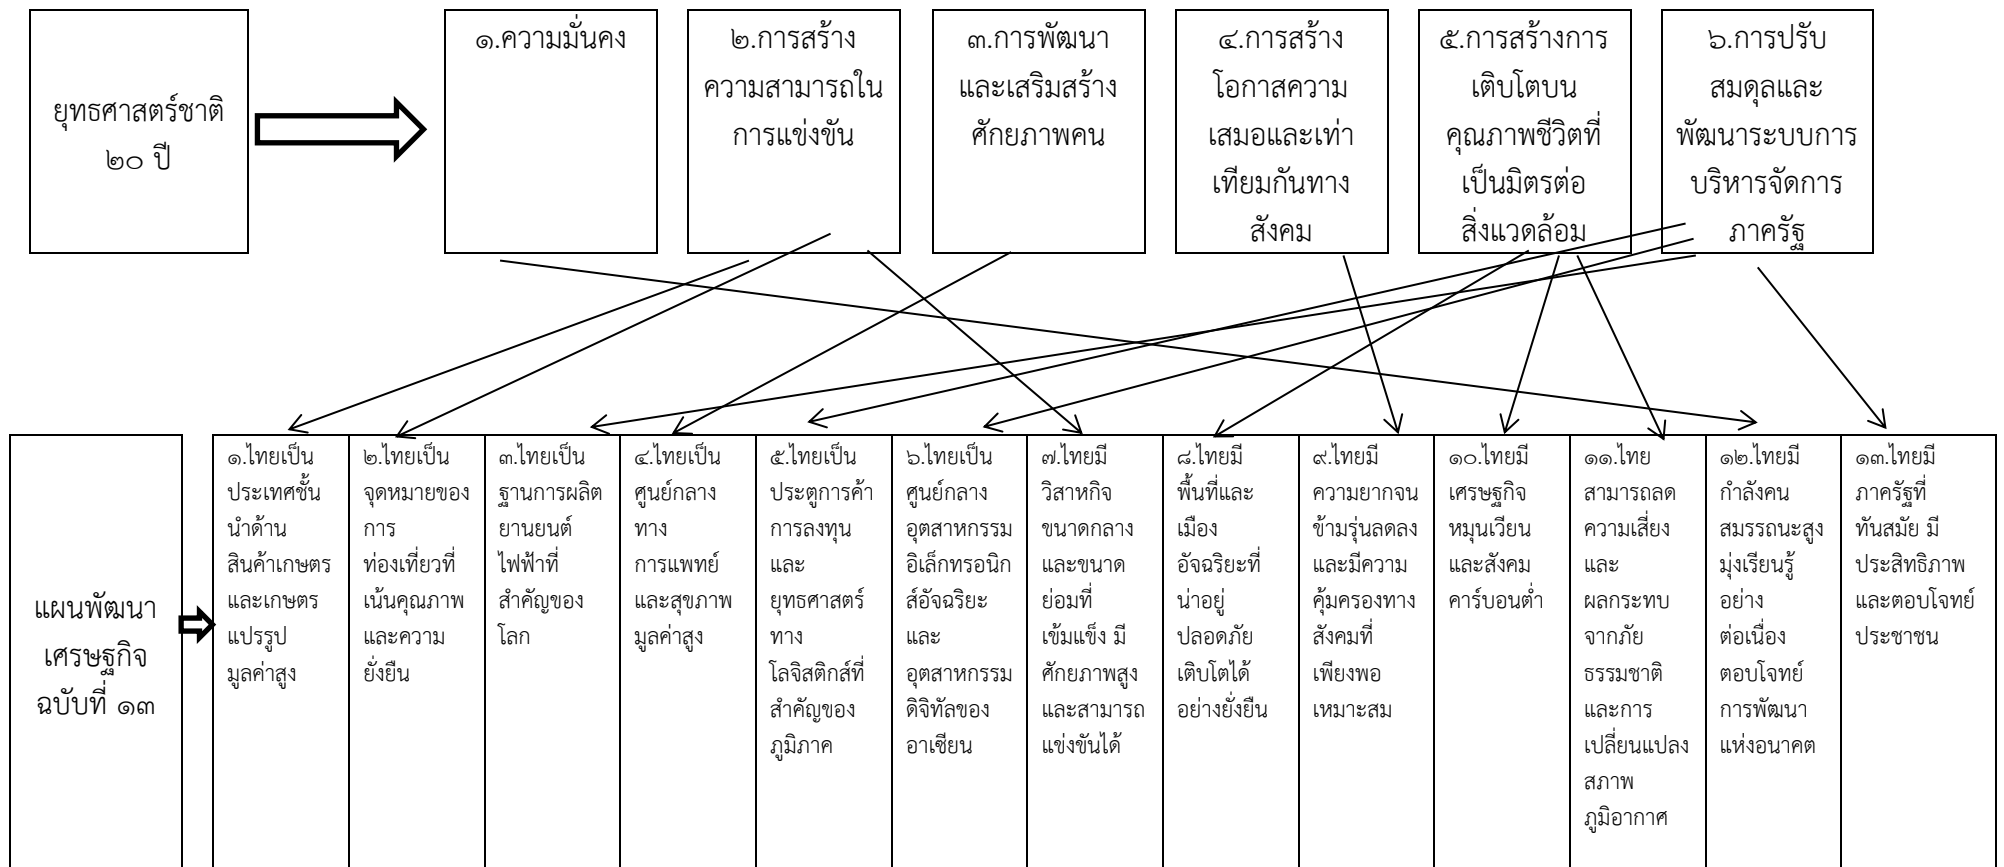 ยุทธศาสตร์ชาติ
๒๐ ปี
๑.ความมั่นคง
๒.การสร้าง
ความสามารถใน
การแข่งขัน
๓.การพัฒนา
และเสริมสร้าง
ศักยภาพคน
๔.การสร้าง
โอกาสความ
เสมอและเท่า
เทียมกันทาง
สังคม
๕.การสร้างการ
เติบโตบน
คุณภาพชีวิตที่
เป็นมิตรต่อ
สิ่งแวดล้อม
๖.การปรับ
สมดุลและ
พัฒนาระบบการ
บริหารจัดการ
ภาครัฐ
แผนพัฒนา
เศรษฐกิจ
ฉบับที่ ๑๓
๑.ไทยเป็น
ประเทศชั้น
นำด้าน
สินค้าเกษตร
และเกษตร
แปรรูป
มูลค่าสูง
๒.ไทยเป็น
จุดหมายของ
การ
ท่องเที่ยวที่
เน้นคุณภาพ
และความ
ยั่งยืน
๓.ไทยเป็น
ฐานการผลิต
ยานยนต์
ไฟฟ้าที่
สำคัญของ
โลก
๔.ไทยเป็น
ศูนย์กลาง
ทาง
การแพทย์
และสุขภาพ
มูลค่าสูง
๕.ไทยเป็น
ประตูการค้า
การลงทุน
และ
ยุทธศาสตร์
ทาง
โลจิสติกส์ที่
สำคัญของ
ภูมิภาค
๖.ไทยเป็น
ศูนย์กลาง
อุตสาหกรรม
อิเล็กทรอนิก
ส์อัจฉริยะ
และ
อุตสาหกรรม
ดิจิทัลของ
อาเซียน
๗.ไทยมี
วิสาหกิจ
ขนาดกลาง
และขนาด
ย่อมที่
เข้มแข็ง มี
ศักยภาพสูง
และสามารถ
แข่งขันได้
๘.ไทยมี
พื้นที่และ
เมือง
อัจฉริยะที่
น่าอยู่
ปลอดภัย
เติบโตได้
อย่างยั่งยืน
๙.ไทยมี
ความยากจน
ข้ามรุ่นลดลง
และมีความ
คุ้มครองทาง
สังคมที่
เพียงพอ
เหมาะสม
๑๐.ไทยมี
เศรษฐกิจ
หมุนเวียน
และสังคม
คาร์บอนต่ำ
๑๑.ไทย
สามารถลด
ความเสี่ยง
และ
ผลกระทบ
จากภัย
ธรรมชาติ
และการ
เปลี่ยนแปลง
สภาพ
ภูมิอากาศ
๑๒.ไทยมี
กำลังคน
สมรรถนะสูง
มุ่งเรียนรู้
อย่าง
ต่อเนื่อง
ตอบโจทย์
การพัฒนา
แห่งอนาคต
๑๓.ไทยมี
ภาครัฐที่
ทันสมัย มี
ประสิทธิภาพ
และตอบโจทย์
ประชาชน